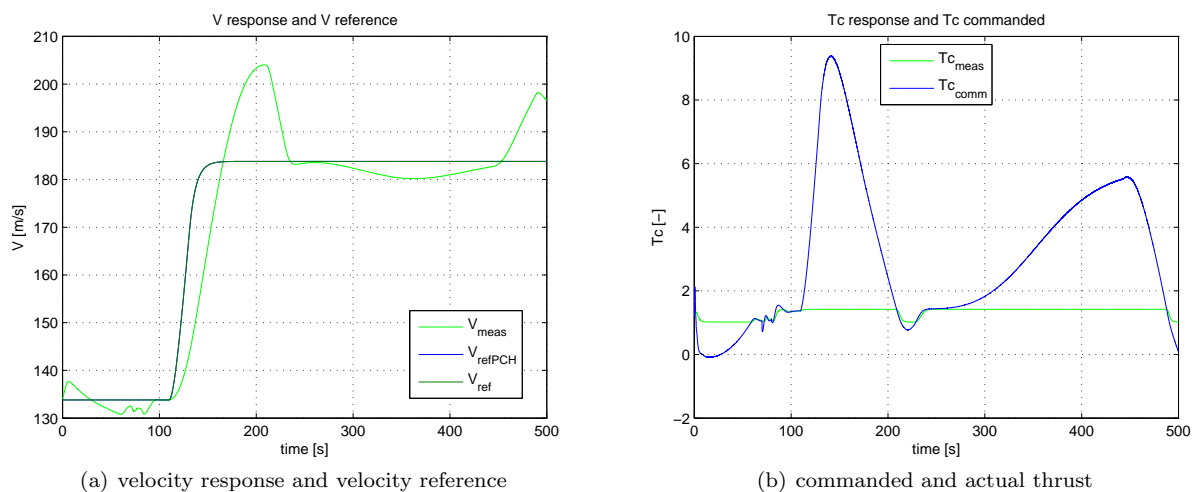 V response and V reference
210
200
190
180
170
160
150
140
130
V [m/s]
0
100
200
300
400
500
time [s]
V_meas
V_refPCH
V_ref
(a) velocity response and velocity reference
Tc response and Tc commanded
10
8
6
4
2
0
−2
Tc [−]
0
100
200
300
400
500
time [s]
Tc_meas
Tc_comm
(b) commanded and actual thrust